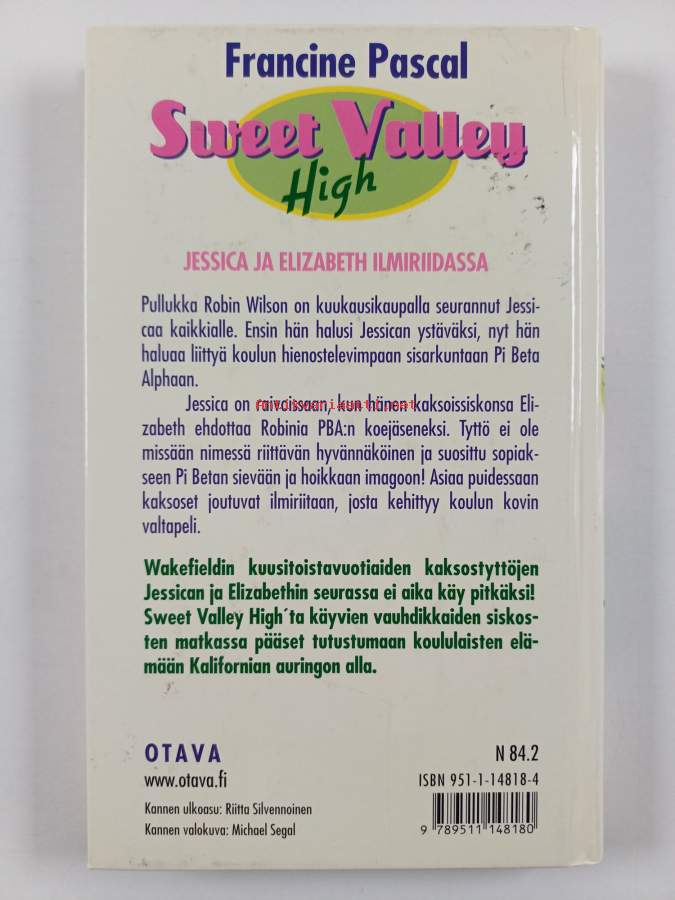 Francine Pascal
Sweet Valley
High
JESSICA JA ELIZABETH ILMIRIIDASSA
Pullukka Robin Wilson on kuukausikaupalla seurannut Jessi-
caa kaikkialle. Ensin hän halusi Jessican ystäväksi, nyt hän
haluaa liittyä koulun hienostelevimpaan sisarkuntaan Pi Beta
Alphaan.
antikvariaatti.net
Jessica on raivoissaan, kun hänen kaksoissiskonsa Eli-
zabeth ehdottaa Robinia PBA:n koejäseneksi. Tyttö ei ole
missään nimessä riittävän hyvännäköinen ja suosittu sopiak-
seen Pi Betan sievään ja hoikkaan imagoon! Asiaa puidessaan
kaksoset joutuvat ilmiriitaan, josta kehittyy koulun kovin
valtapeli.
Wakefieldin kuusitoistavuotiaiden kaksostyttöjen
Jessican ja Elizabethin seurassa ei aika käy pitkäksi!
Sweet Valley High´ta käyvien vauhdikkaiden siskos-
ten matkassa pääset tutustumaan koululaisten elä-
mään Kalifornian auringon alla.
OTAVA
www.otava.fi
Kannen ulkoasu: Riitta Silvennoinen
Kannen valokuva: Michael Segal
N 84.2
ISBN 951-1-14818-4
9 789511 148180